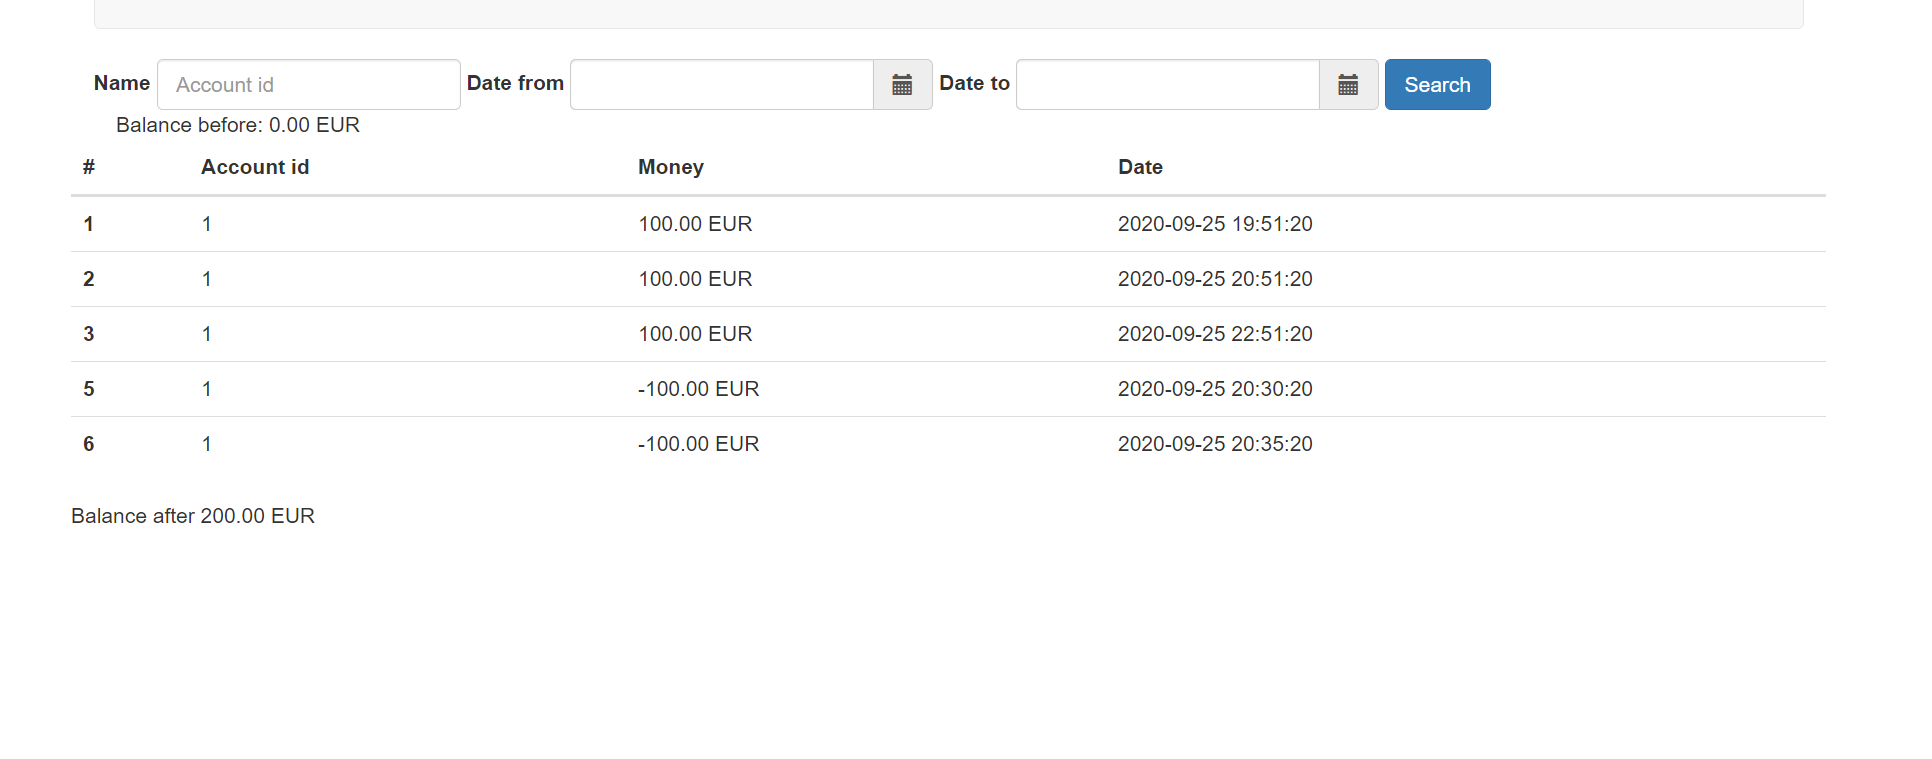 Name Account id Date from Date to Search
Balance before: 0.00 EUR
# Account id Money Date
1 1 100.00 EUR 2020-09-25 19:51:20
2 1 100.00 EUR 2020-09-25 20:51:20
3 1 100.00 EUR 2020-09-25 22:51:20
5 1 -100.00 EUR 2020-09-25 20:30:20
6 1 -100.00 EUR 2020-09-25 20:35:20
Balance after 200.00 EUR